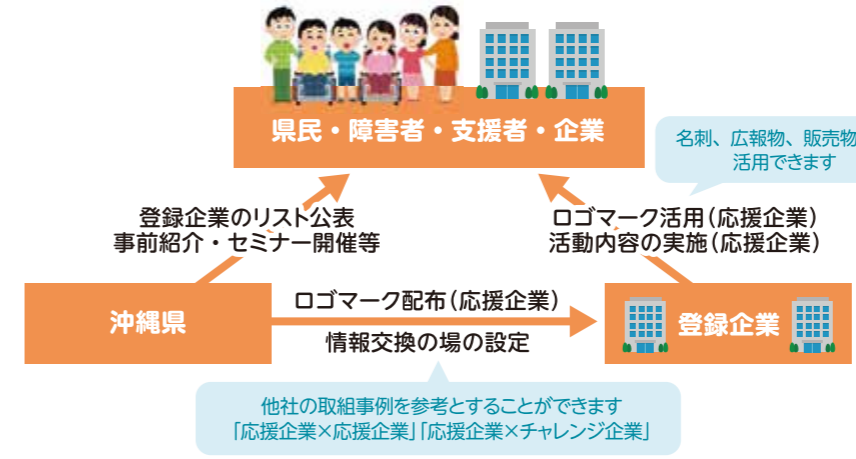 県民・障害者・支援者・企業
名刺、広報物、販売物
活用できます
登録企業のリスト公表
事前紹介・セミナー開催等
ロゴマーク活用(応援企業)
活動内容の実施(応援企業)
沖縄県
ロゴマーク配布(応援企業)
情報交換の場の設定
登録企業
他社の取組事例を参考とすることができます
「応援企業×応援企業」「応援企業×チャレンジ企業」